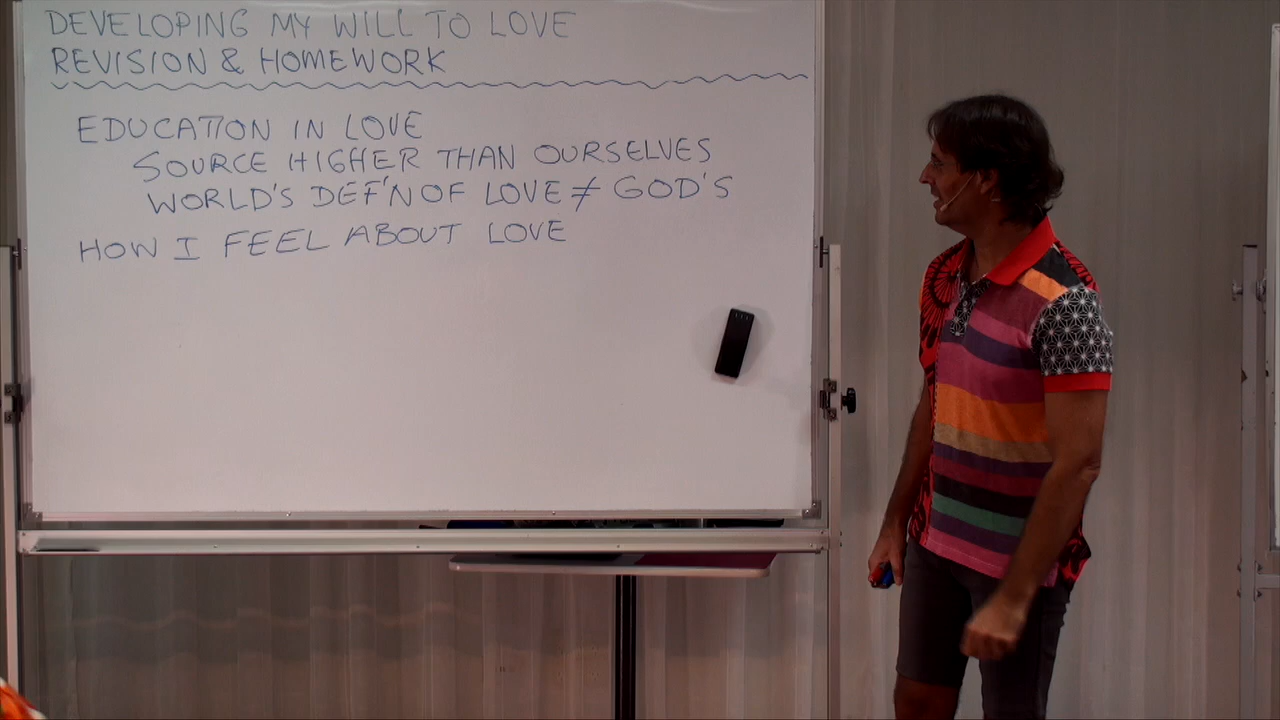 DEVELOPING MY WILL TO LOVE
REVISION & HOMEWORK
EDUCATION IN LOVE
SOURCE HIGHER THAN OURSELVES
WORLD'S DEF'N OF LOVE ≠ GOD'S
HOW I FEEL ABOUT LOVE